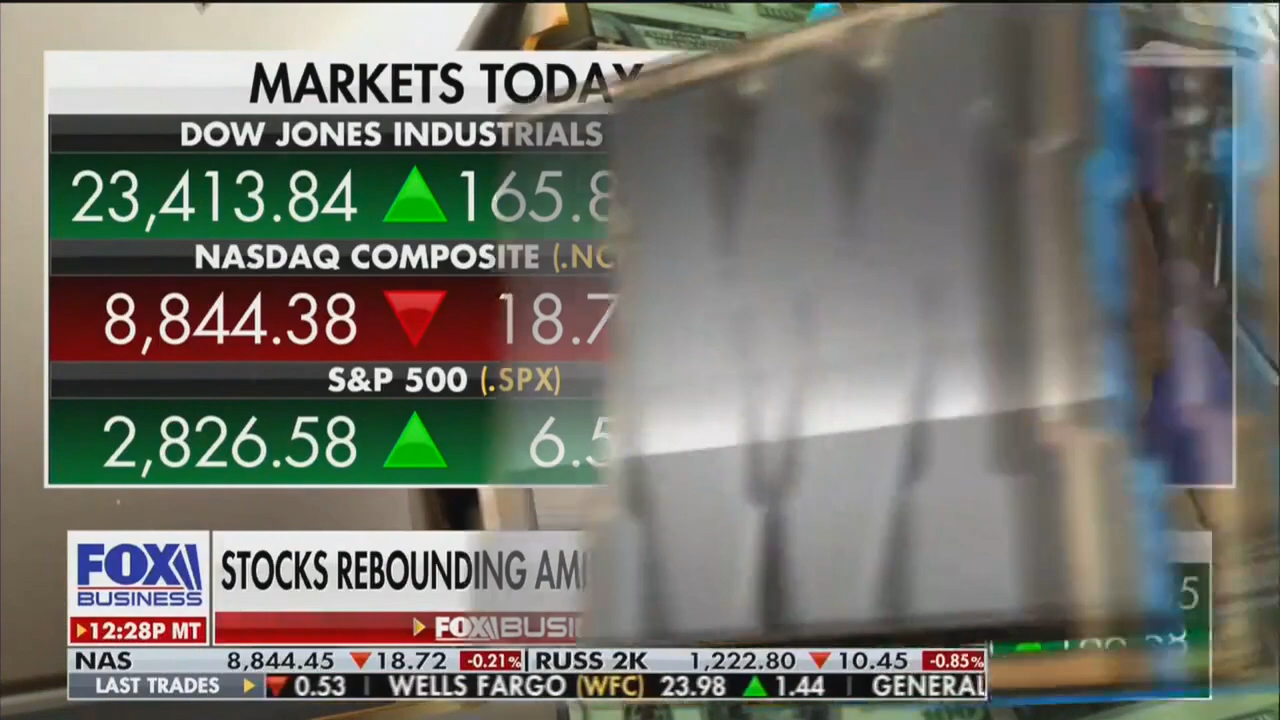 MARKETS TODAY
DOW JONES INDUSTRIALS
23,413.84 ▲ 165.8
NASDAQ COMPOSITE (.NC
8,844.38 ▼ 18.7
S&P 500 (.SPX)
2,826.58 ▲ 6.5
FOX BUSINESS
STOCKS REBOUNDING AMI
12:28P MT
FOX BUSI
5
NAS 8,844.45 ▼ 18.72 -0.21% RUSS 2K 1,222.80 ▼ 10.45 -0.85%
LAST TRADES ▼ 0.53 | WELLS FARGO (WFC) 23.98 ▲ 1.44 | GENERAL